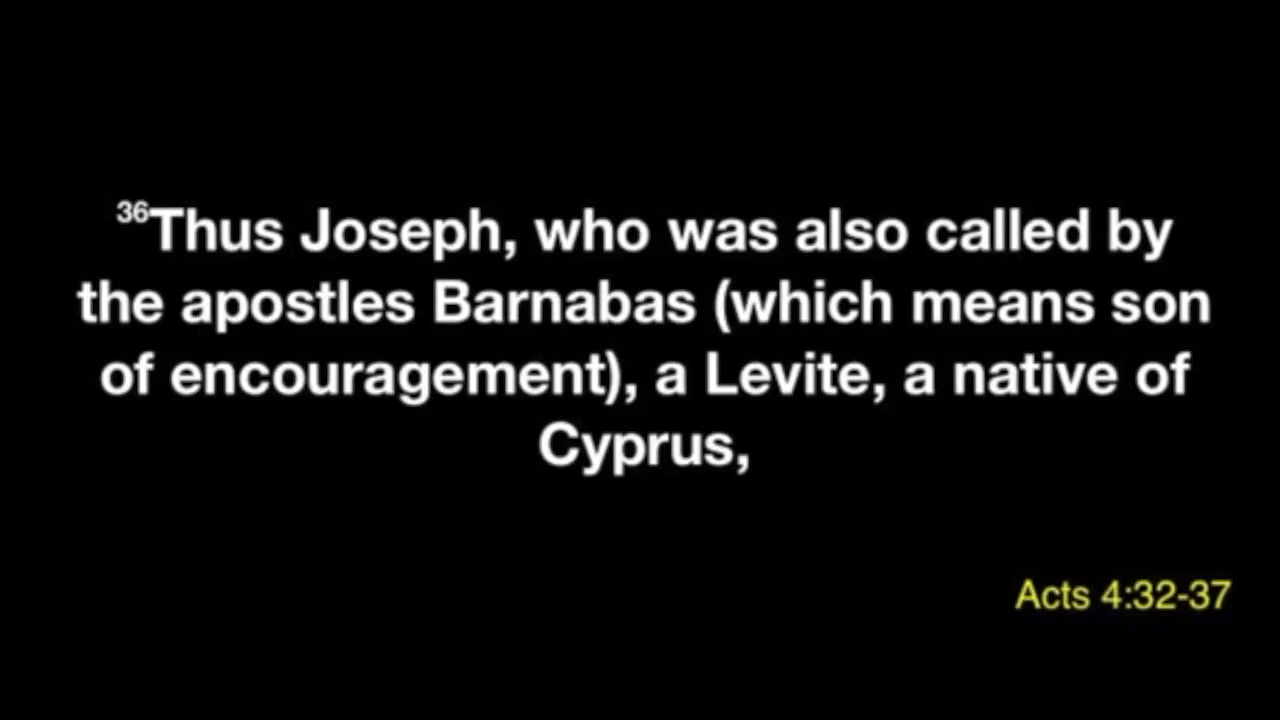 36Thus Joseph, who was also called by
the apostles Barnabas (which means son
of encouragement), a Levite, a native of
Cyprus,
Acts 4:32-37